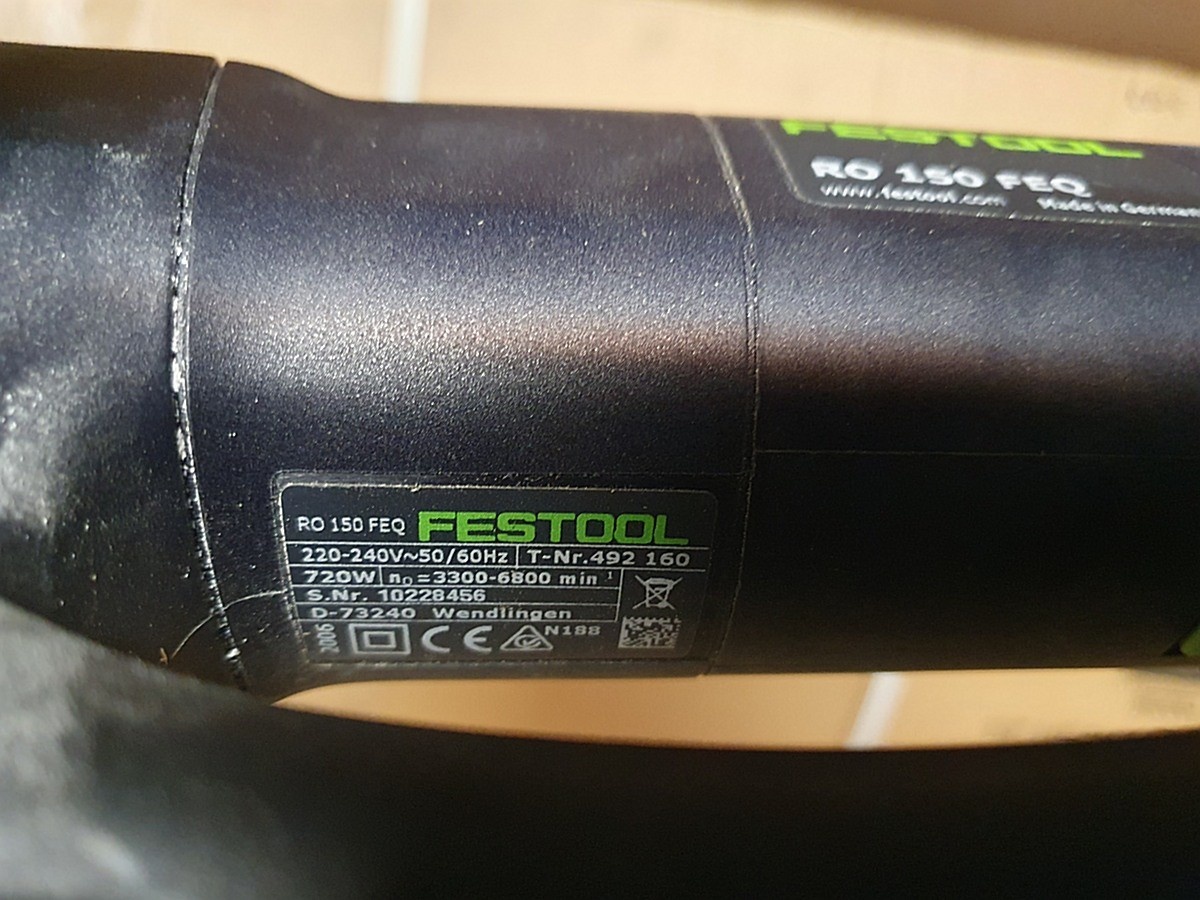 FESTOOL
RO 150 FEQ
www.festool.com Made in Germany
RO 150 FEQ FESTOOL
220-240V~50/60Hz T-Nr.492 160
720W n₀=3300-6800 min⁻¹
S.Nr. 10228456
D-73240 Wendlingen
2006 CE N188